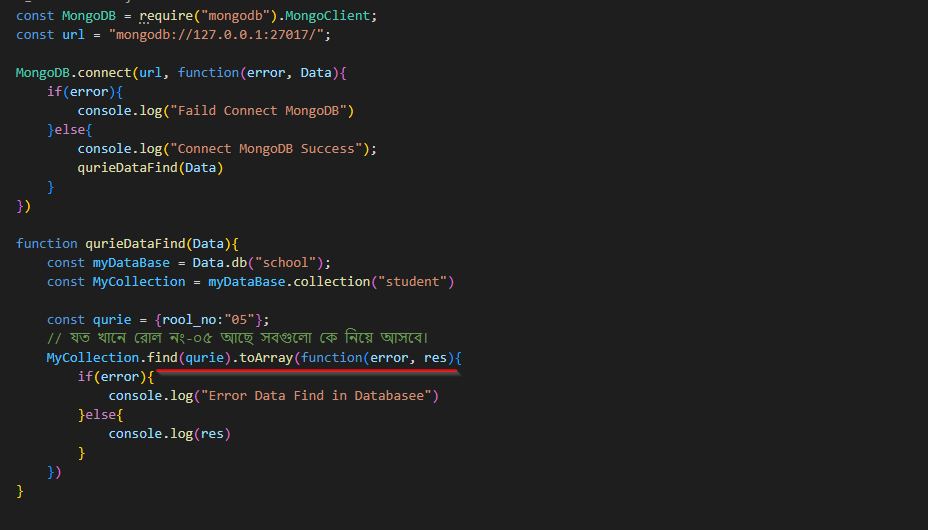 const MongoDB = require("mongodb").MongoClient;
const url = "mongodb://127.0.0.1:27017/";
MongoDB.connect(url, function(error, Data){
if(error){
console.log("Faild Connect MongoDB")
}else{
console.log("Connect MongoDB Success");
qurieDataFind(Data)
}
})
function qurieDataFind(Data){
const myDataBase = Data.db("school");
const MyCollection = myDataBase.collection("student")
const qurie = {rool_no:"05"};
// যত খানে রোল নং-০৫ আছে সবগুলো কে নিয়ে আসবে।
MyCollection.find(qurie).toArray(function(error, res){
if(error){
console.log("Error Data Find in Databasee")
}else{
console.log(res)
}
})
}